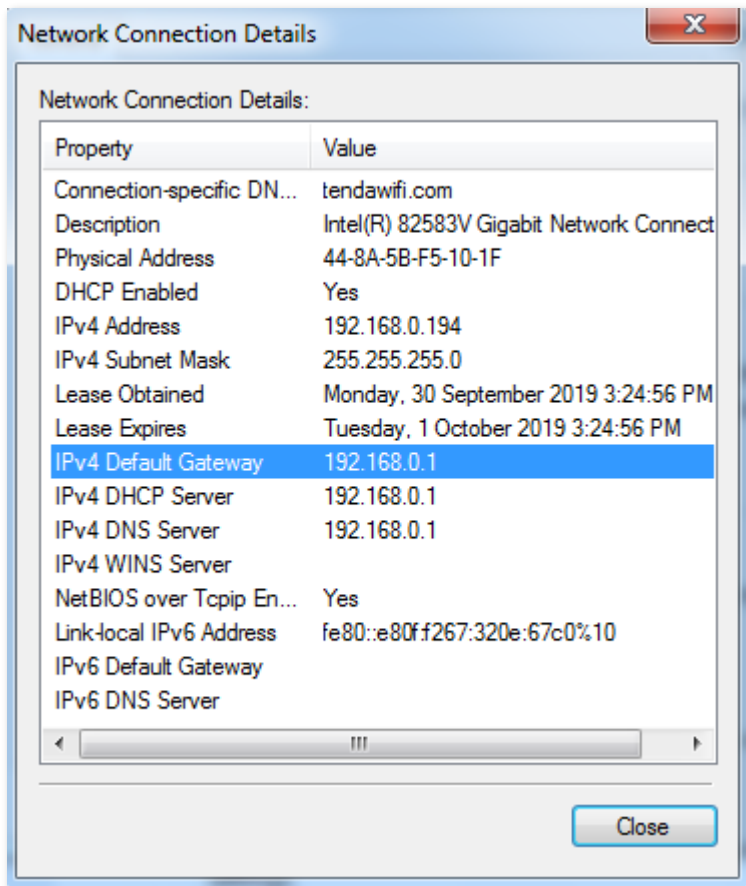 Network Connection Details
Network Connection Details:
Property Value
Connection-specific DN... tendawifi.com
Description Intel(R) 82583V Gigabit Network Connect
Physical Address 44-8A-5B-F5-10-1F
DHCP Enabled Yes
IPv4 Address 192.168.0.194
IPv4 Subnet Mask 255.255.255.0
Lease Obtained Monday, 30 September 2019 3:24:56 PM
Lease Expires Tuesday, 1 October 2019 3:24:56 PM
IPv4 Default Gateway 192.168.0.1
IPv4 DHCP Server 192.168.0.1
IPv4 DNS Server 192.168.0.1
IPv4 WINS Server
NetBIOS over Tcpip En... Yes
Link-local IPv6 Address fe80::e80f:f267:320e:67c0%10
IPv6 Default Gateway
IPv6 DNS Server
Close